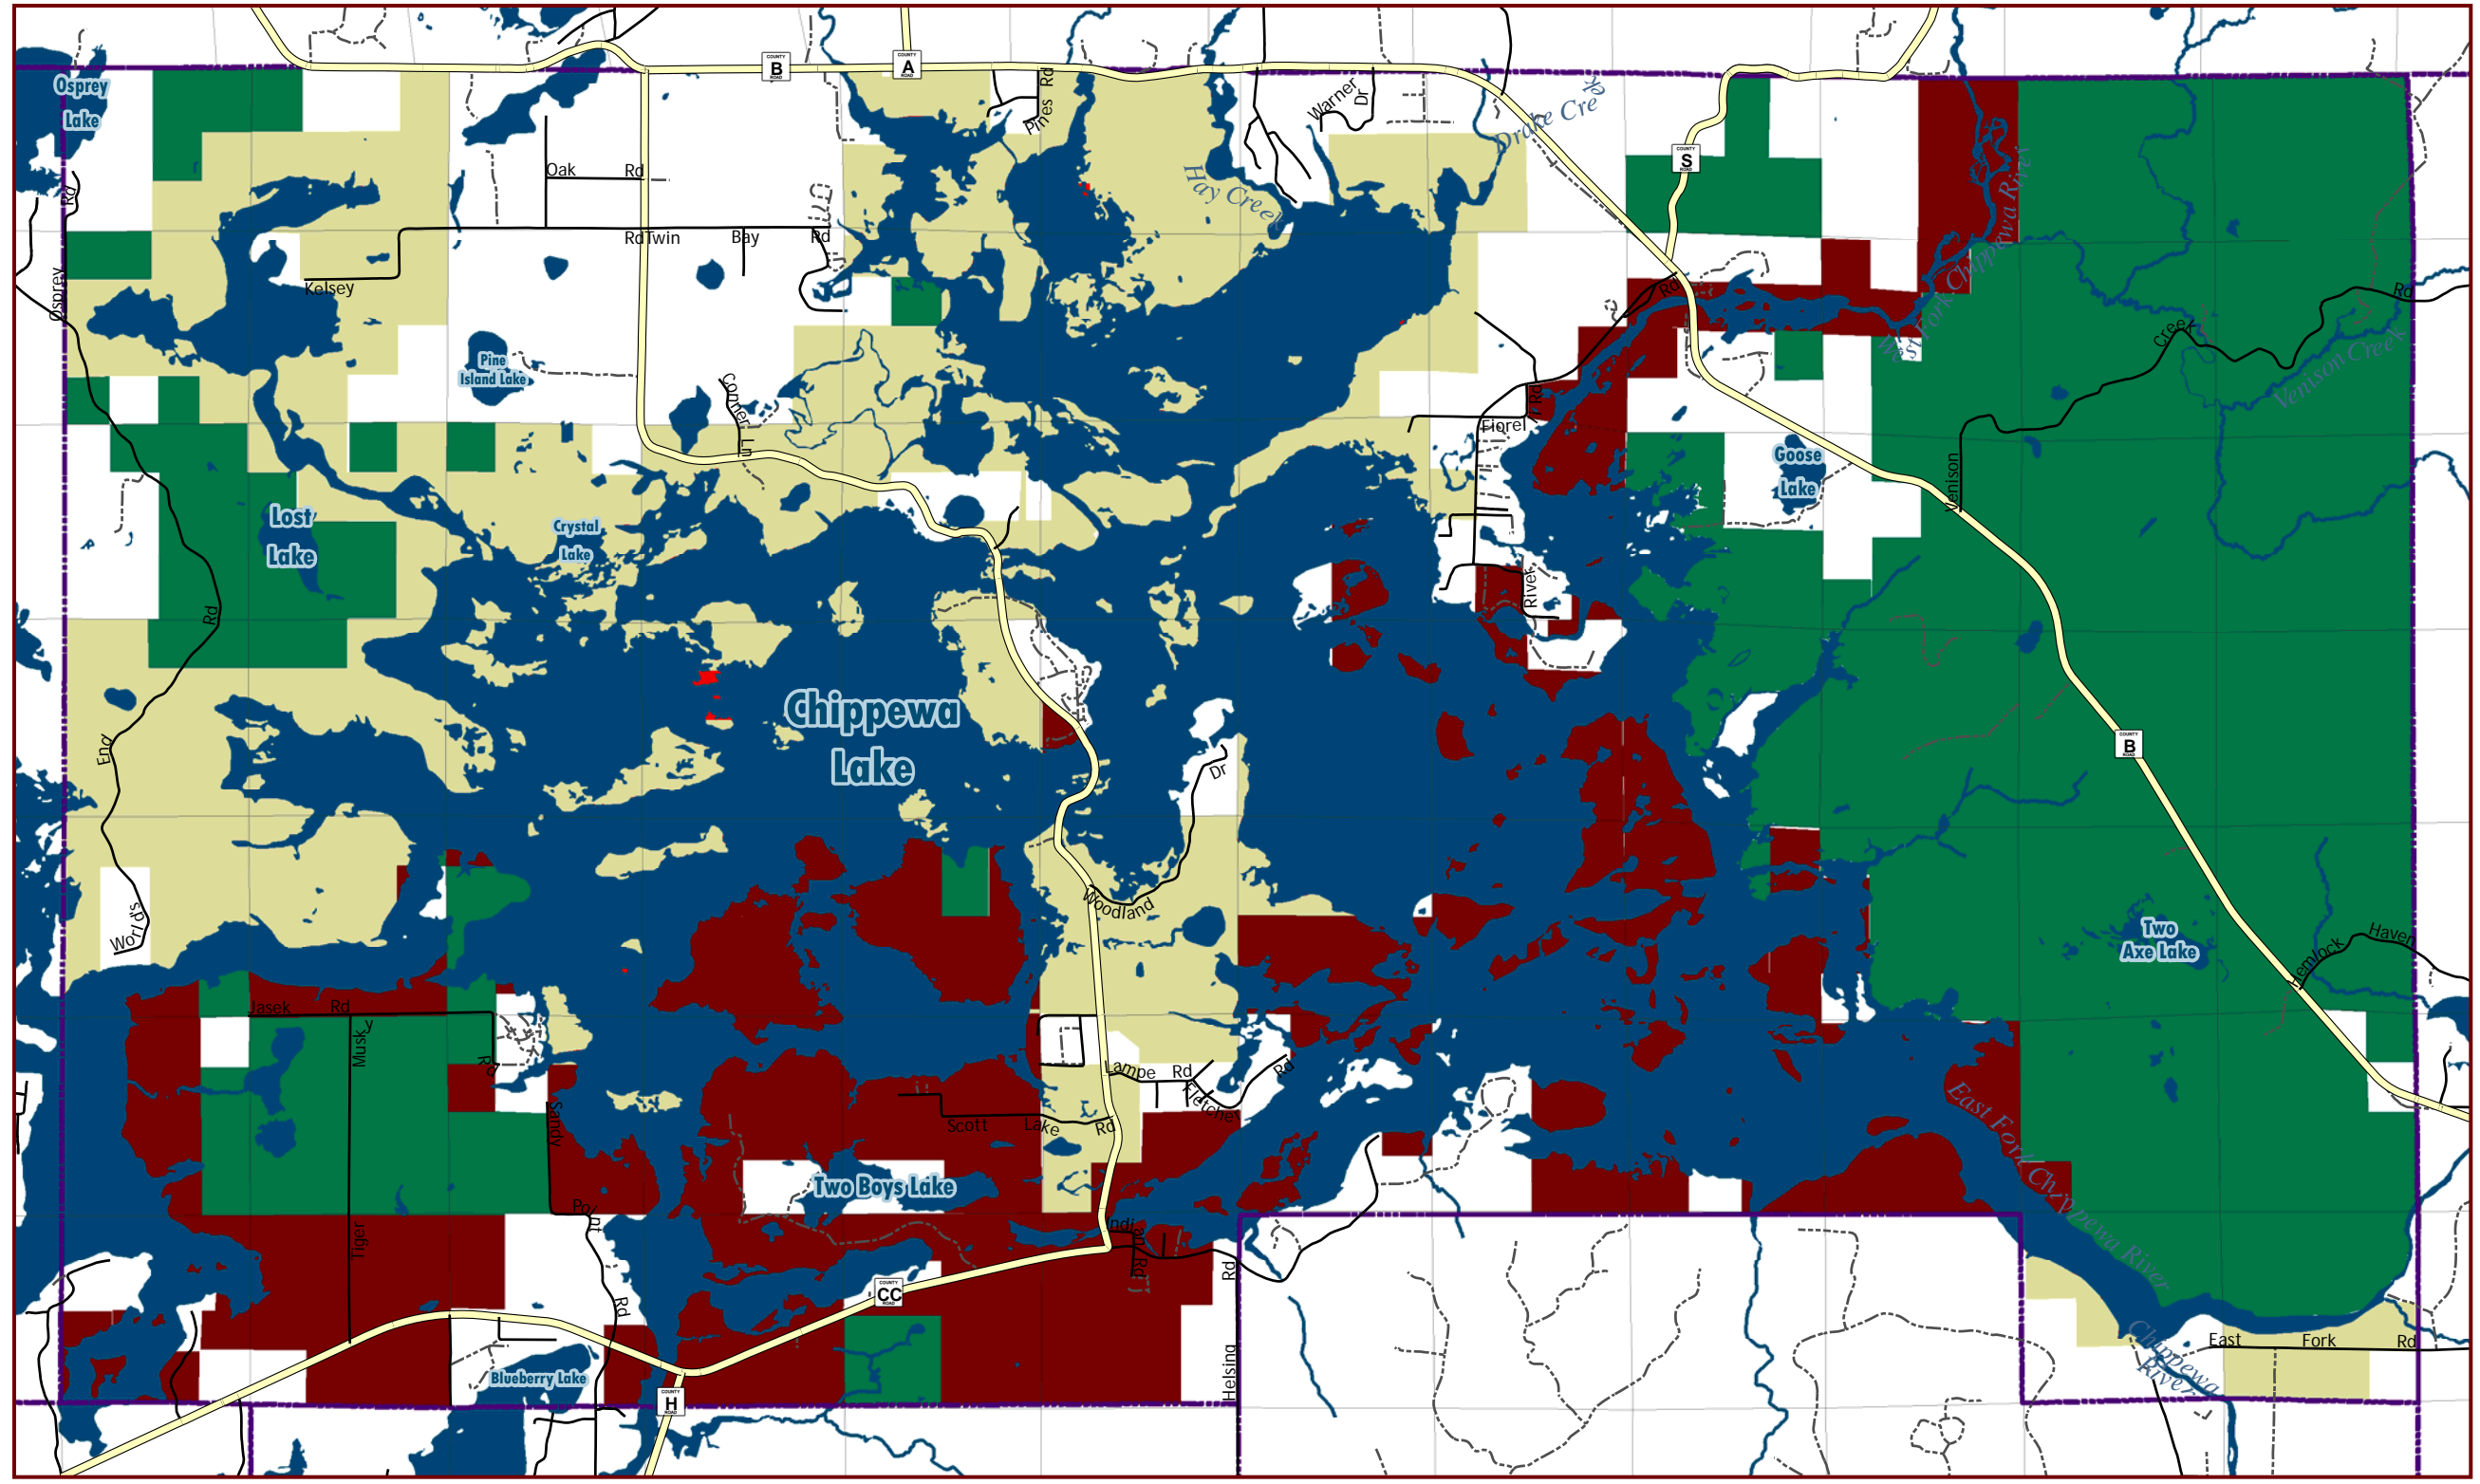 COUNTY
B
ROAD
COUNTY
A
ROAD
Osprey
Lake
Pines Rd
Warner
Dr
Drake Cre
ek
COUNTY
S
ROAD
Oak Rd
Hay Creek
West Fork Chippewa River
Rd
Rd
Twin Bay Rd
Kelsey
Osprey
Rd
Rd
Creek
Venison Creek
Pine
Island Lake
Conner Ln
Fiorel
Rd
Goose
Lake
Venison
Lost
Lake
Crystal
Lake
River
Rd
Chippewa
Lake
End
Dr
COUNTY
B
ROAD
Woodland
World's
Two
Axe Lake
Hemlock Haven
Jasek Rd
Musky
Rd
Lampe Rd
Fletcher Rd
Sandy
Scott Lake Rd
East Fork Chippewa River
Two Boys Lake
Point
Tiger
Indian Rd
Rd
COUNTY
CC
ROAD
Rd
Helsing
Blueberry Lake
COUNTY
H
ROAD
Chippewa
River
East Fork Rd